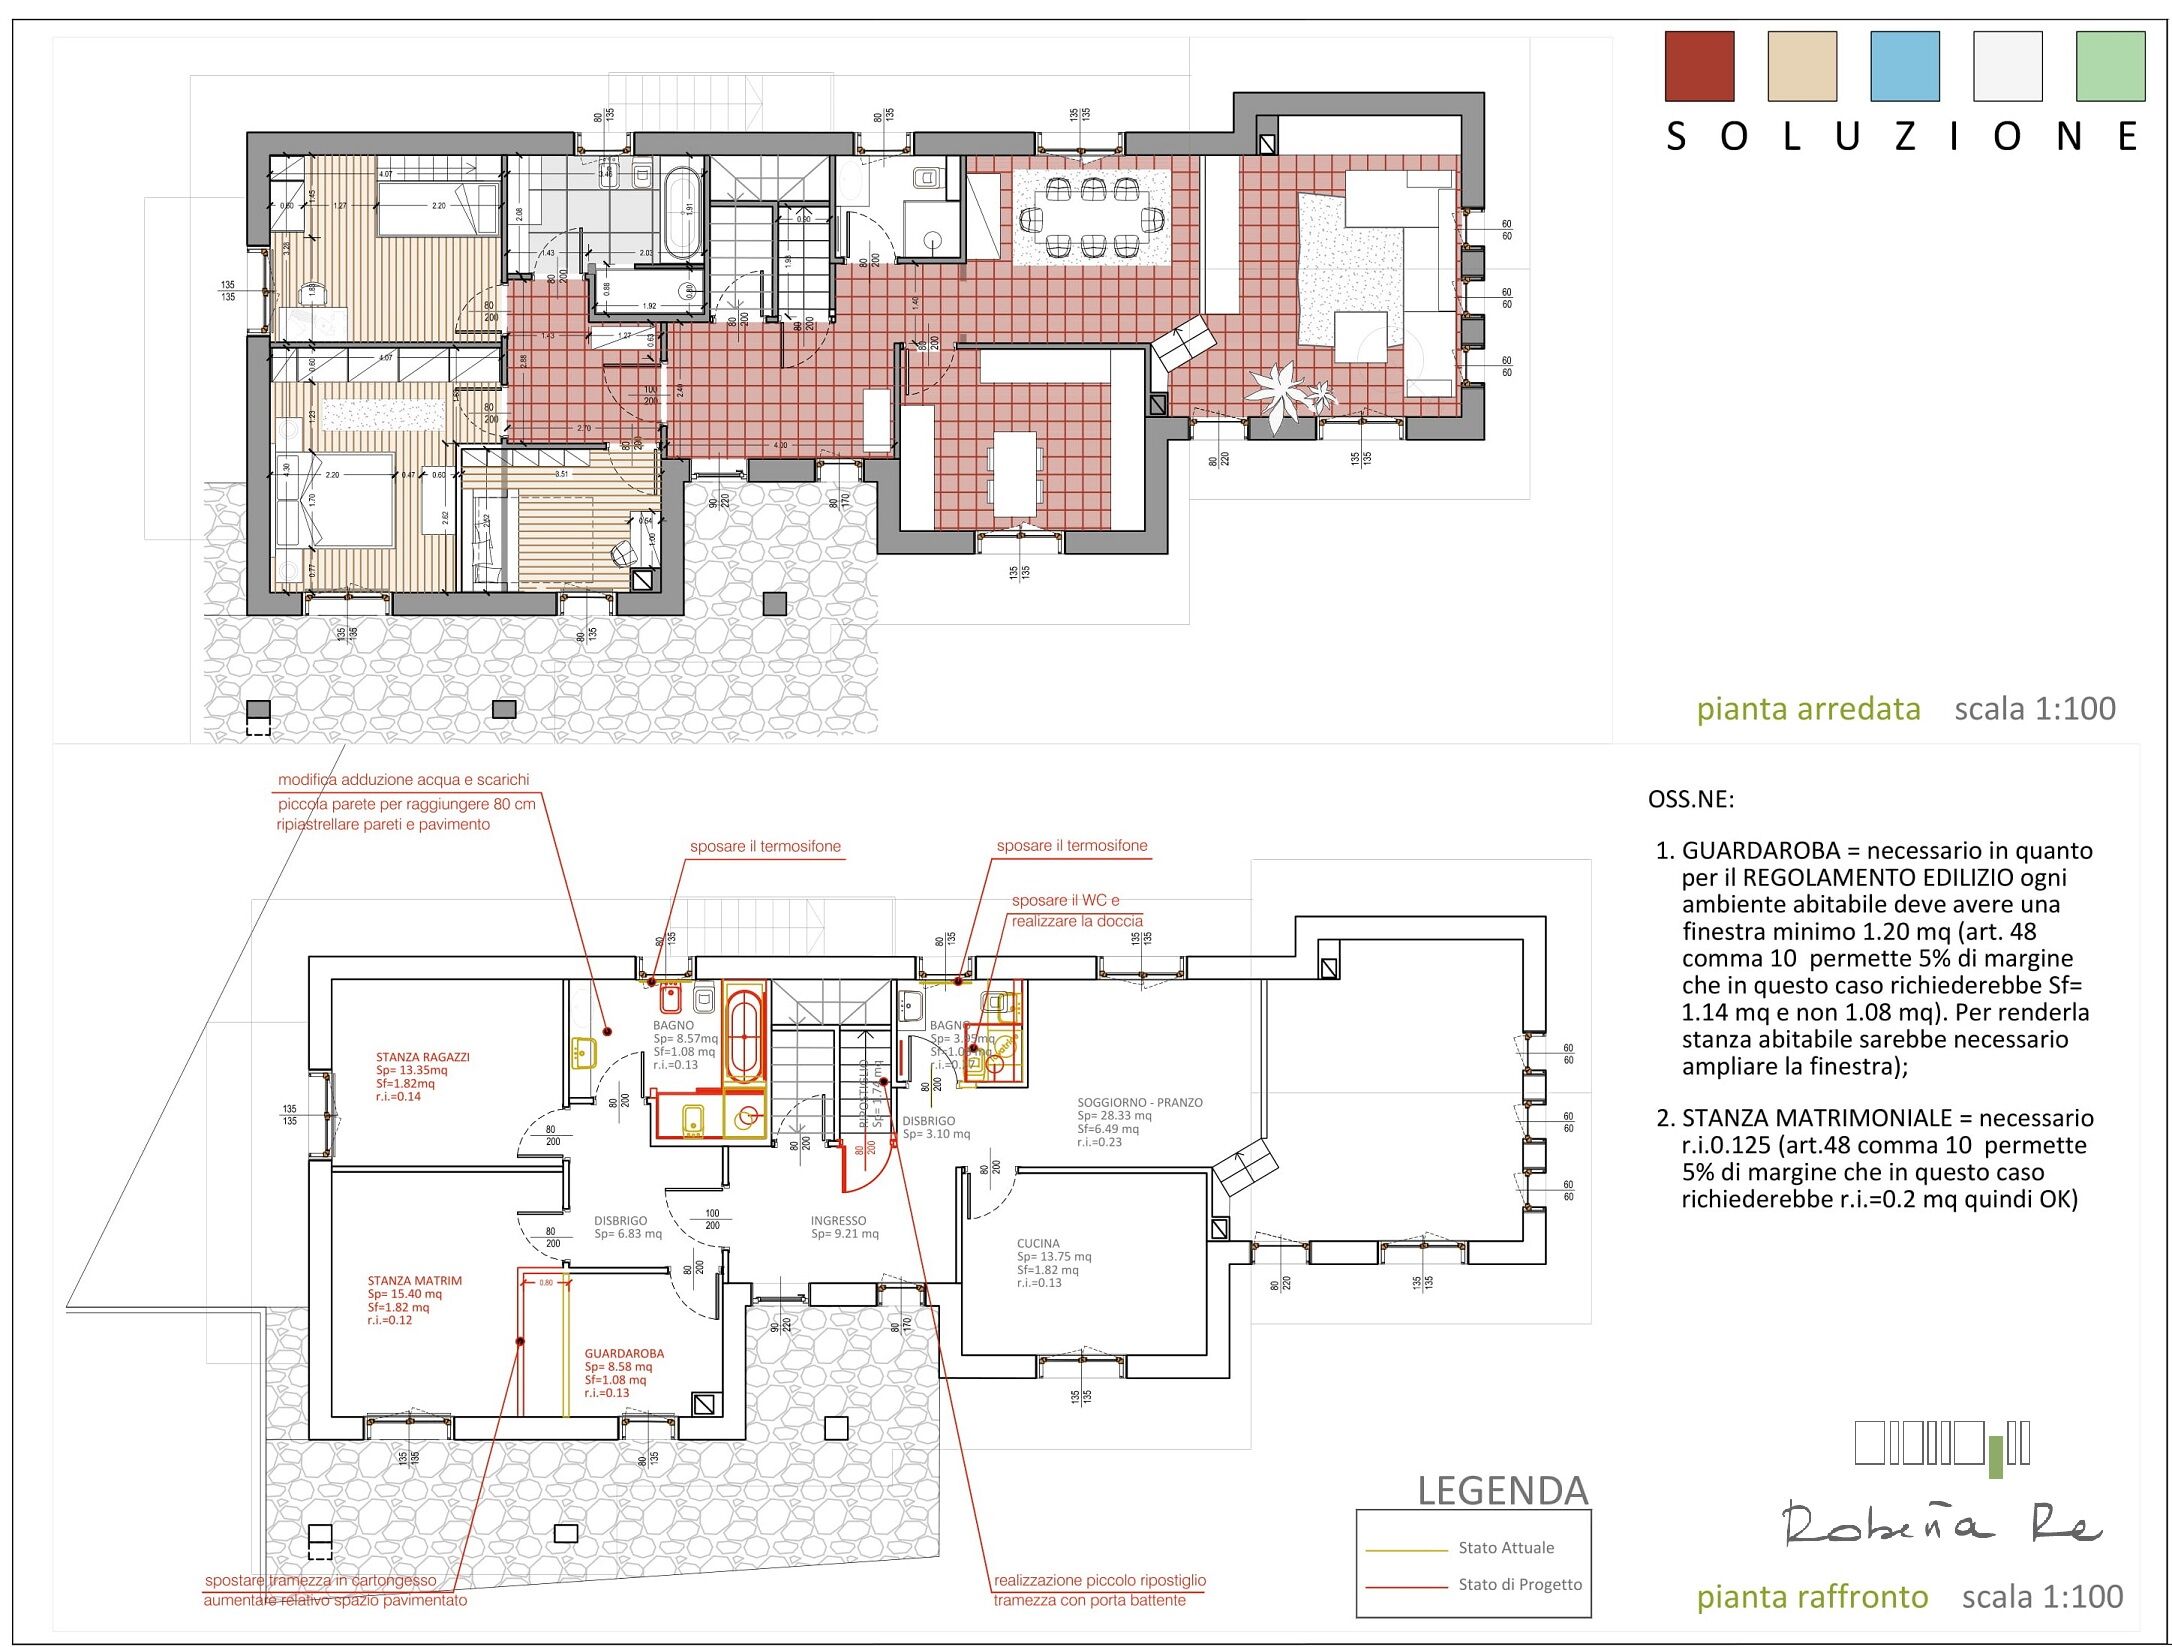 SOLUZIONE
80 135
80 135
135 135
4.07
3.46
0.60
1.27
2.20
1.45
3.28
1.88
2.08
1.91
1.43
2.03
80 200
0.88
1.92
0.80
0.90
1.98
80 200
80 200
1.40
60 60
60 60
60 60
135 135
80 200
1.43
1.27
0.63
2.88
80 200
4.07
0.60
1.23
4.30
2.20
0.47
0.60
1.70
0.77
2.62
80 200
100 200
2.40
2.70
80 200
3.51
2.62
0.54
1.00
4.00
90 220
80 170
135 135
80 220
135 135
135 135
80 135
pianta arredata scala 1:100
modifica adduzione acqua e scarichi
piccola parete per raggiungere 80 cm
ripiastrellare pareti e pavimento
sposare il termosifone
sposare il termosifone
sposare il WC e
realizzare la doccia
80 135
80 135
135 135
STANZA RAGAZZI
Sp= 13.35mq
Sf=1.82mq
r.i.=0.14
BAGNO
Sp= 8.57mq
Sf=1.08 mq
r.i.=0.13
RIPOSTIGLIO
Sp= 1.74 mq
BAGNO
Sp= 3.95mq
DISBRIGO
Sp= 3.10 mq
SOGGIORNO - PRANZO
Sp= 28.33 mq
Sf=6.49 mq
r.i.=0.23
135 135
80 200
80 200
80 200
80 200
80 200
80 200
60 60
60 60
60 60
DISBRIGO
Sp= 6.83 mq
100 200
INGRESSO
Sp= 9.21 mq
CUCINA
Sp= 13.75 mq
Sf=1.82 mq
r.i.=0.13
80 200
80 200
0.80
STANZA MATRIM
Sp= 15.40 mq
Sf=1.82 mq
r.i.=0.12
GUARDAROBA
Sp= 8.58 mq
Sf=1.08 mq
r.i.=0.13
90 220
80 170
135 135
80 220
135 135
135 135
80 135
spostare tramezza in cartongesso
aumentare relativo spazio pavimentato
realizzazione piccolo ripostiglio
tramezza con porta battente
OSS.NE:
1. GUARDAROBA = necessario in quanto
per il REGOLAMENTO EDILIZIO ogni
ambiente abitabile deve avere una
finestra minimo 1.20 mq (art. 48
comma 10 permette 5% di margine
che in questo caso richiederebbe Sf=
1.14 mq e non 1.08 mq). Per renderla
stanza abitabile sarebbe necessario
ampliare la finestra);
2. STANZA MATRIMONIALE = necessario
r.i.0.125 (art.48 comma 10 permette
5% di margine che in questo caso
richiederebbe r.i.=0.2 mq quindi OK)
LEGENDA
Stato Attuale
Stato di Progetto
Re
pianta raffronto scala 1:100